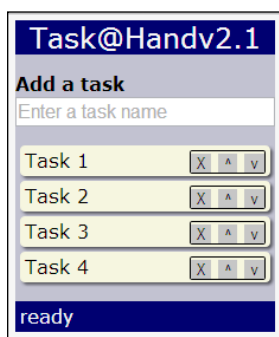 Task@Handv2.1
Add a task
Enter a task name
Task 1 X ^ v
Task 2 X ^ v
Task 3 X ^ v
Task 4 X ^ v
ready